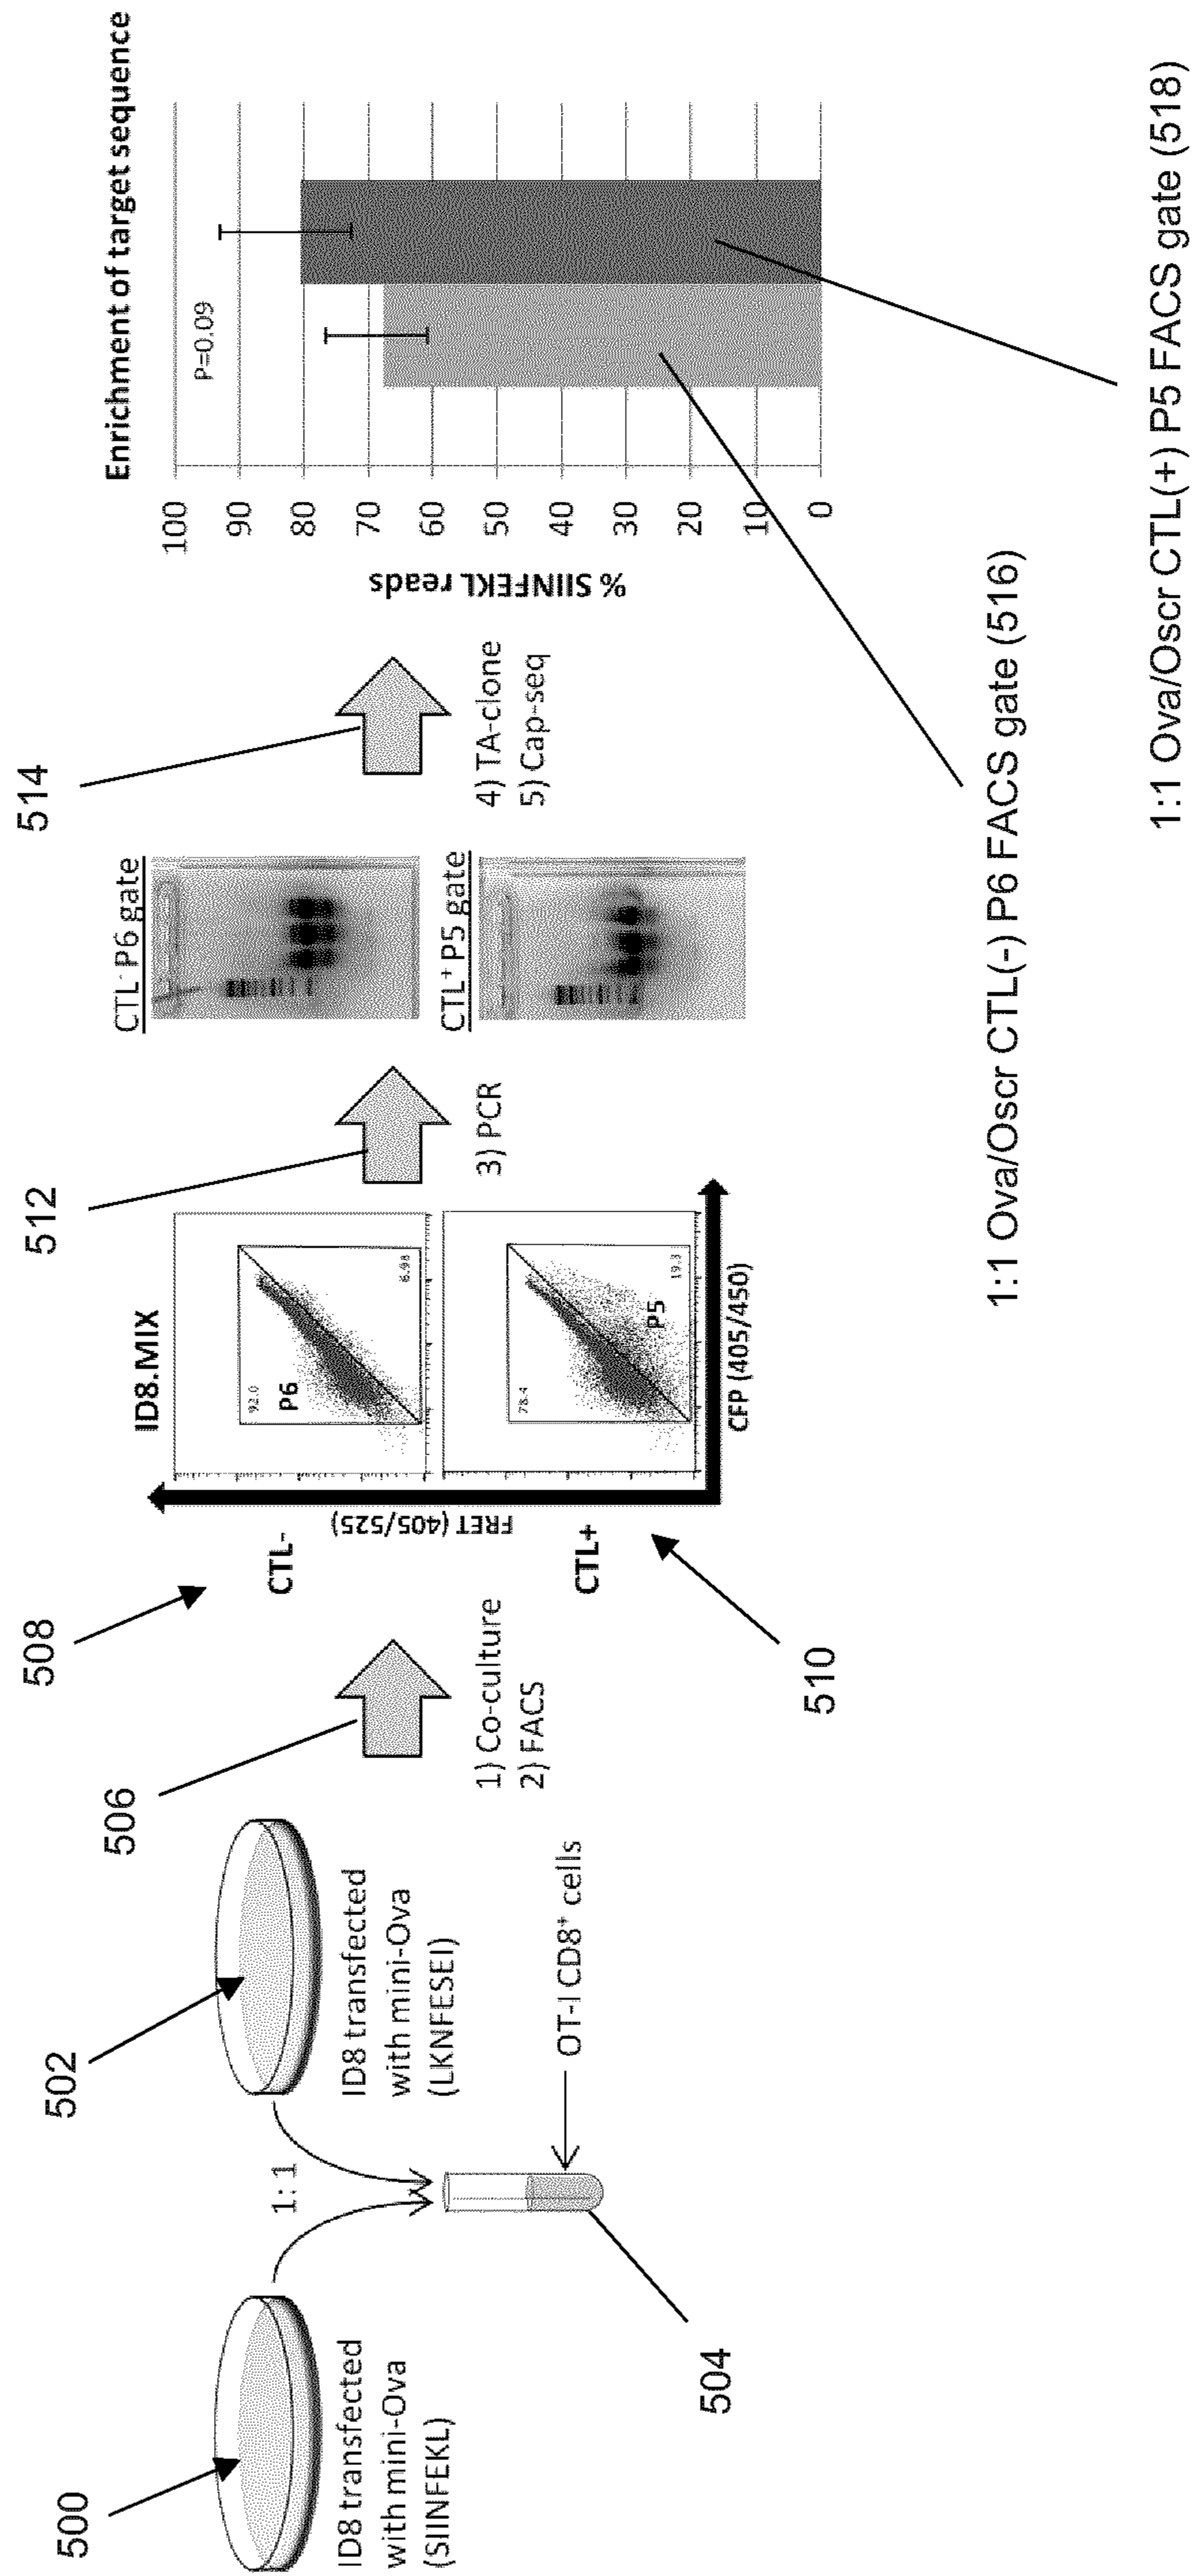 500
ID8 transfected
with mini-Ova
(SIINFEKL)
1:1
502
ID8 transfected
with mini-Ova
(LKNFESEI)
OT-I CD8+ cells
504
506
1) Co-culture
2) FACS
508
CTL-
CTL+
510
FRET (405/525)
ID8.MIX
92.0
P6
6.98
78.4
P5
19.3
CFP (405/450)
512
3) PCR
CTL- P6 gate
CTL+ P5 gate
514
4) TA-clone
5) Cap-seq
Enrichment of target sequence
% SIINFEKL reads
100
90
80
70
60
50
40
30
20
10
0
P=0.09
1:1 Ova/Oscr CTL(-) P6 FACS gate (516)
1:1 Ova/Oscr CTL(+) P5 FACS gate (518)